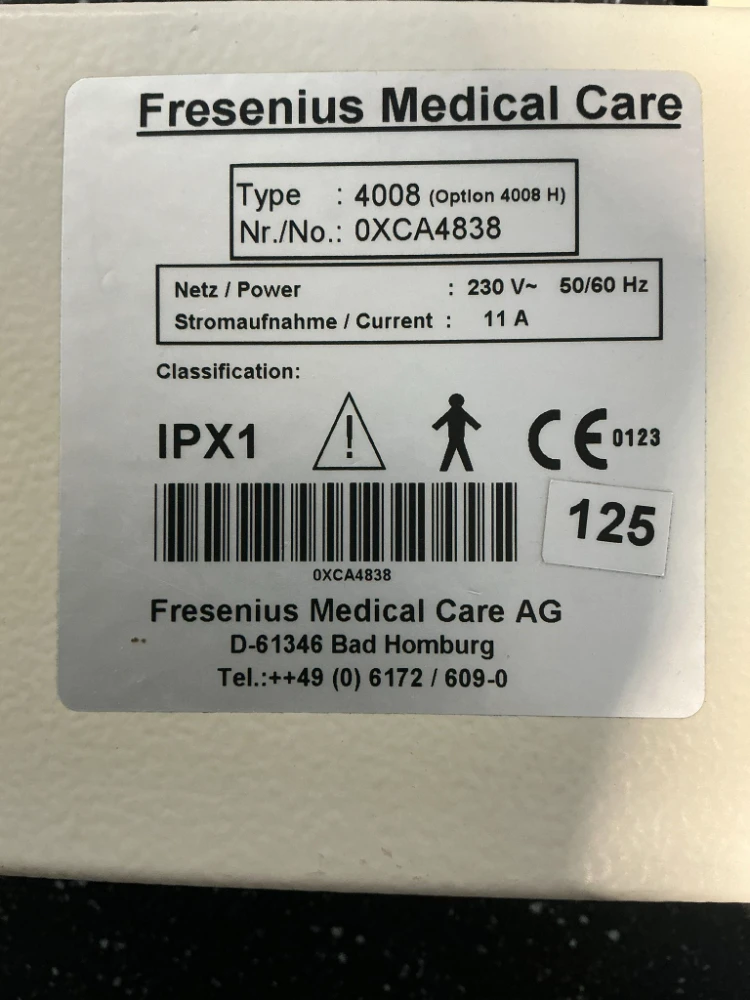 Fresenius Medical Care
Type : 4008 (Option 4008 H)
Nr./No.: 0XCA4838
Netz / Power : 230 V~ 50/60 Hz
Stromaufnahme / Current : 11 A
Classification:
IPX1 ! CE 0123
125
0XCA4838
Fresenius Medical Care AG
D-61346 Bad Homburg
Tel.:++49 (0) 6172 / 609-0